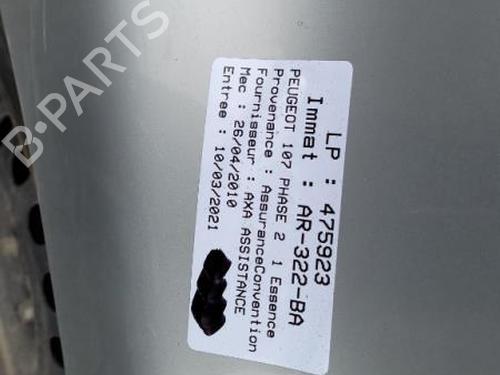 LP : 475923
Immat : AR-322-BA
PEUGEOT 107 PHASE 2 1 Essence
Provenance : AssuranceConvention
Fournisseur : AXA ASSISTANCE
Mec : 26/04/2010
Entree : 10/03/2021
B-PARTS